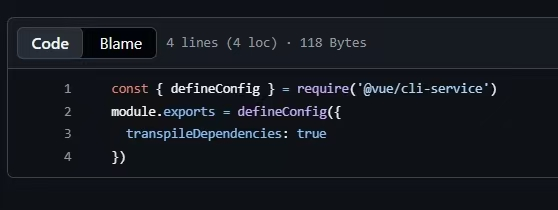 Code Blame 4 lines (4 loc) · 118 Bytes
1 const { defineConfig } = require('@vue/cli-service')
2 module.exports = defineConfig({
3   transpileDependencies: true
4 })